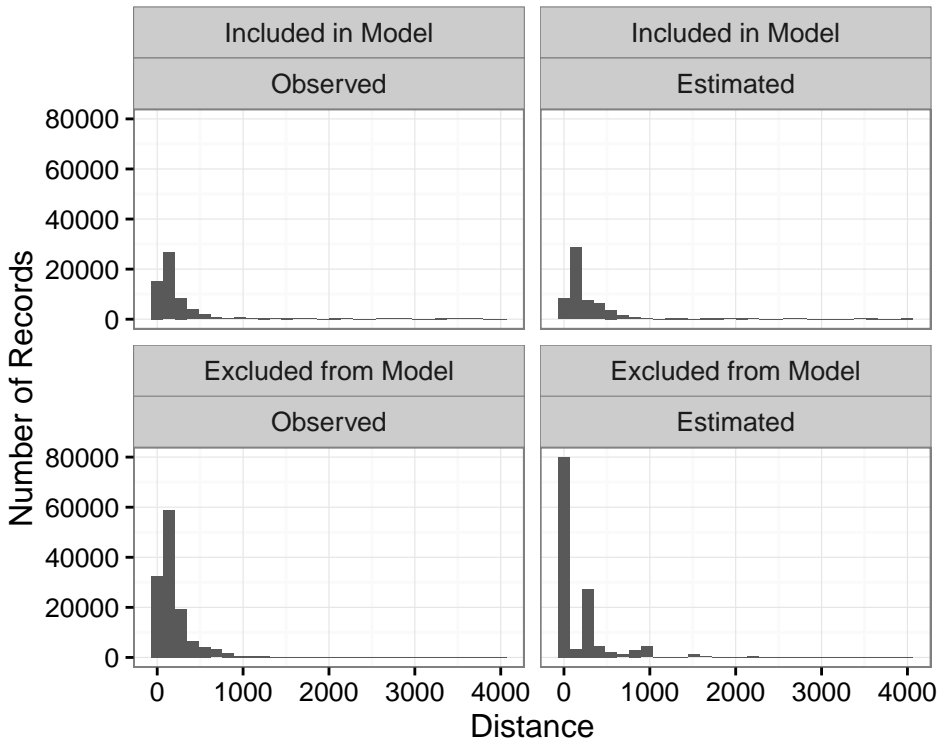 Included in Model
Included in Model
Observed
Estimated
80000
60000
40000
20000
0
Excluded from Model
Excluded from Model
Observed
Estimated
80000
60000
40000
20000
0
0 1000 2000 3000 4000
0 1000 2000 3000 4000
Distance
Number of Records